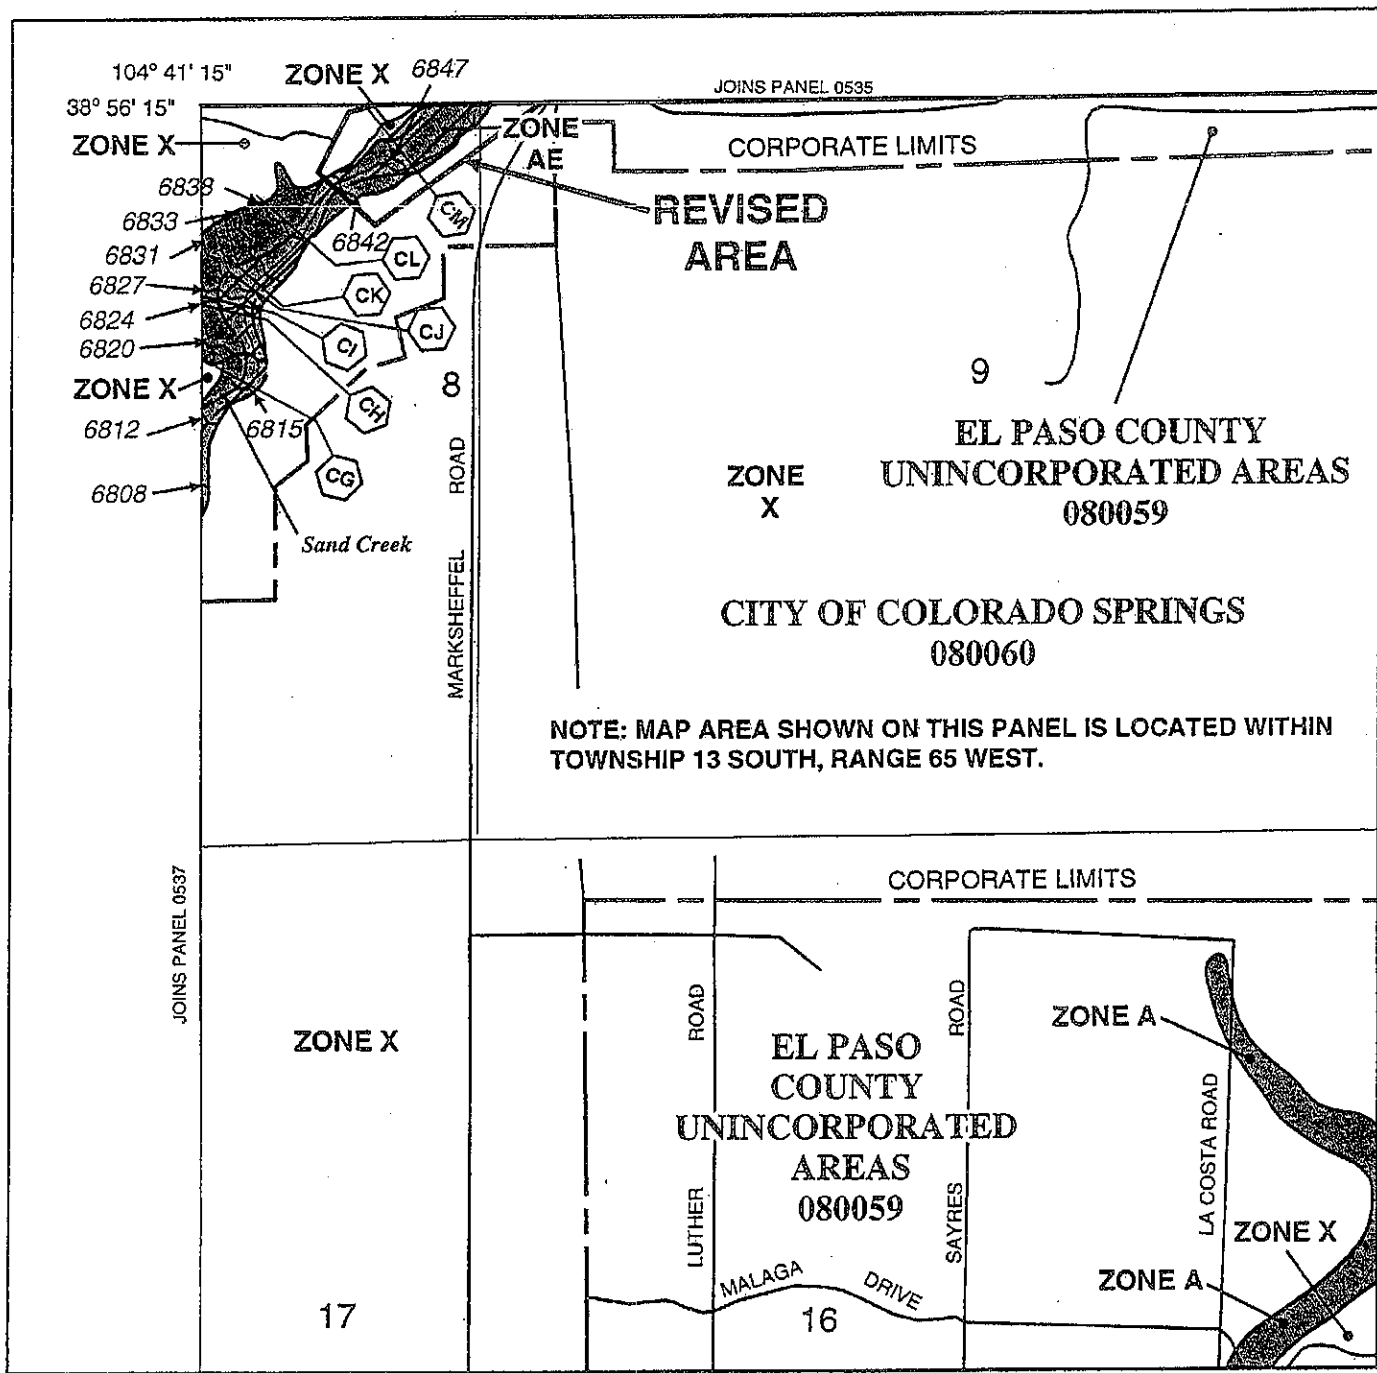 104° 41' 15"
ZONE X
6847
JOINS PANEL 0535
38° 56' 15"
ZONE X
ZONE
AE
CORPORATE LIMITS
6838
6833
6842
6831
6827
6824
6820
ZONE X
6812
6815
6808
CM
CL
CK
CJ
CI
CH
CG
REVISED
AREA
8
9
Sand Creek
MARKSHEFFEL ROAD
ZONE
X
EL PASO COUNTY
UNINCORPORATED AREAS
080059
CITY OF COLORADO SPRINGS
080060
NOTE: MAP AREA SHOWN ON THIS PANEL IS LOCATED WITHIN
TOWNSHIP 13 SOUTH, RANGE 65 WEST.
JOINS PANEL 0537
CORPORATE LIMITS
ZONE X
LUTHER ROAD
EL PASO
COUNTY
UNINCORPORATED
AREAS
080059
SAYRES ROAD
ZONE A
LA COSTA ROAD
ZONE X
ZONE A
MALAGA DRIVE
17
16